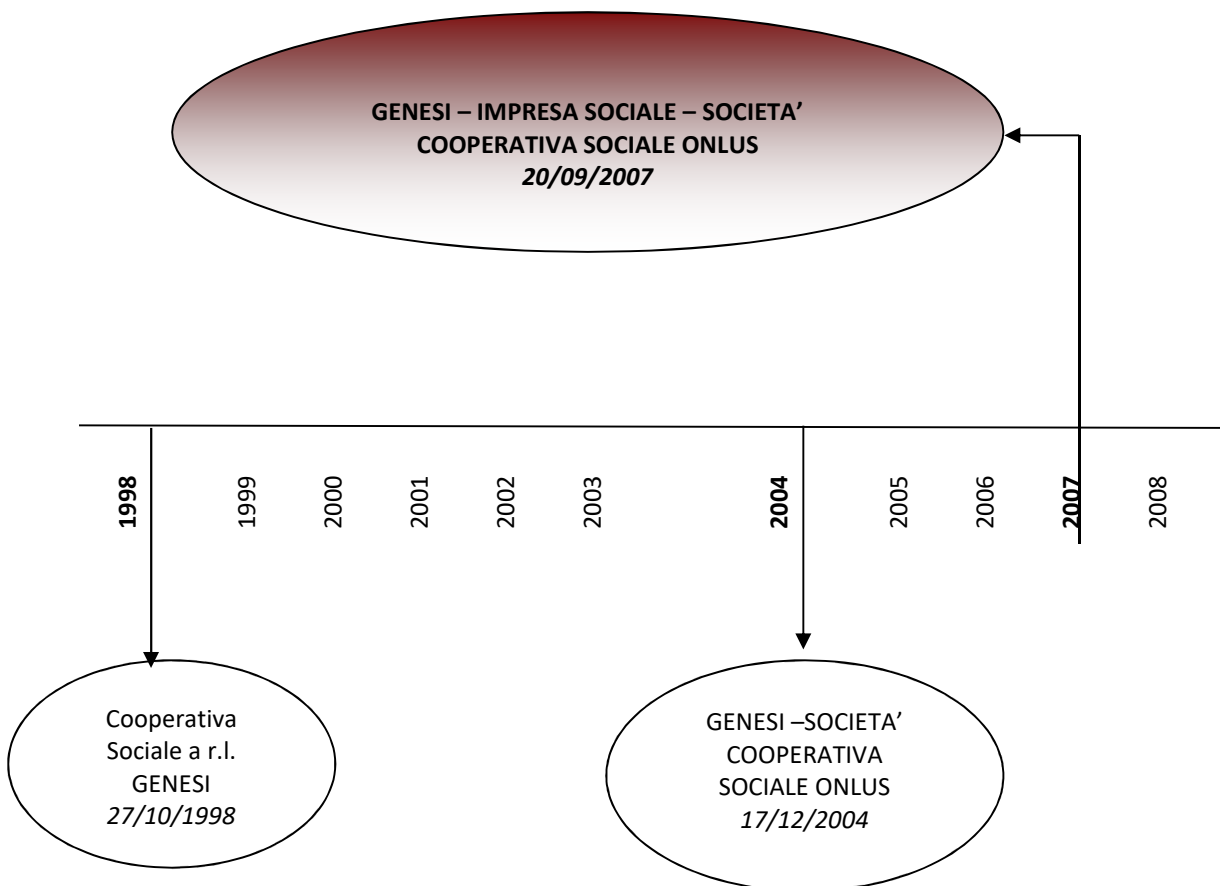 GENESI – IMPRESA SOCIALE – SOCIETA’
COOPERATIVA SOCIALE ONLUS
20/09/2007
1998
1999
2000
2001
2002
2003
2004
2005
2006
2007
2008
Cooperativa
Sociale a r.l.
GENESI
27/10/1998
GENESI –SOCIETA’
COOPERATIVA
SOCIALE ONLUS
17/12/2004